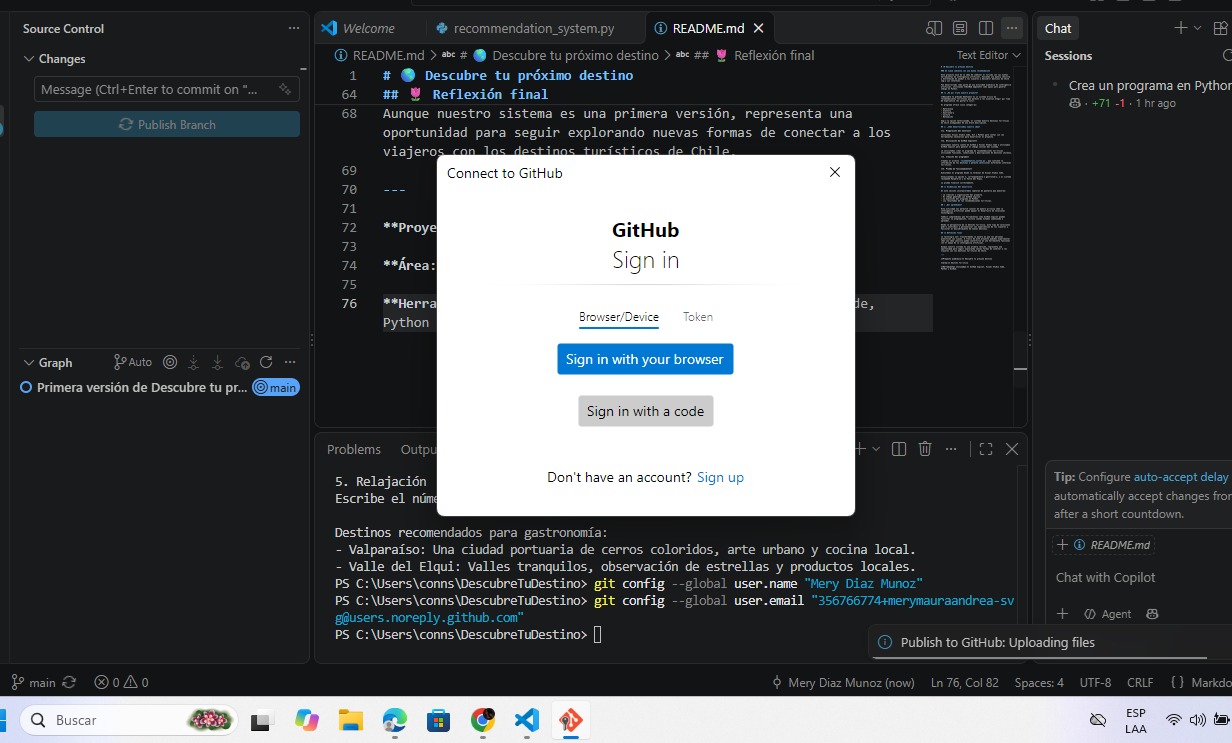 Source Control
Changes
Message (Ctrl+Enter to commit on "...
Publish Branch
Graph
Auto
Primera versión de Descubre tu pr...
main
Welcome
recommendation_system.py
README.md
README.md > abc # 🌎 Descubre tu próximo destino > abc ## 🌷 Reflexión final
Text Editor
1 # 🌎 Descubre tu próximo destino
64 ## 🌷 Reflexión final
68 Aunque nuestro sistema es una primera versión, representa una
oportunidad para seguir explorando nuevas formas de conectar a los
viajeros con los destinos turísticos de Chile.
69
70 ---
71
72 **Proye
73
74 **Área:
75
76 **Herra
de,
Python
Connect to GitHub
GitHub
Sign in
Browser/Device
Token
Sign in with your browser
Sign in with a code
Don't have an account? Sign up
Problems
Outpu
5. Relajación
Escribe el núme
Destinos recomendados para gastronomía:
- Valparaíso: Una ciudad portuaria de cerros coloridos, arte urbano y cocina local.
- Valle del Elqui: Valles tranquilos, observación de estrellas y productos locales.
PS C:\Users\conns\DescubreTuDestino> git config --global user.name "Mery Diaz Munoz"
PS C:\Users\conns\DescubreTuDestino> git config --global user.email "356766774+merymauraandrea-sv
g@users.noreply.github.com"
PS C:\Users\conns\DescubreTuDestino>
Chat
Sessions
Crea un programa en Python
· +71 -1 · 1 hr ago
Tip: Configure auto-accept delay
automatically accept changes from
after a short countdown.
README.md
Chat with Copilot
Agent
Publish to GitHub: Uploading files
main
0
0
Mery Diaz Munoz (now)
Ln 76, Col 82
Spaces: 4
UTF-8
CRLF
{ } Markdo
Buscar
ESP
LAA